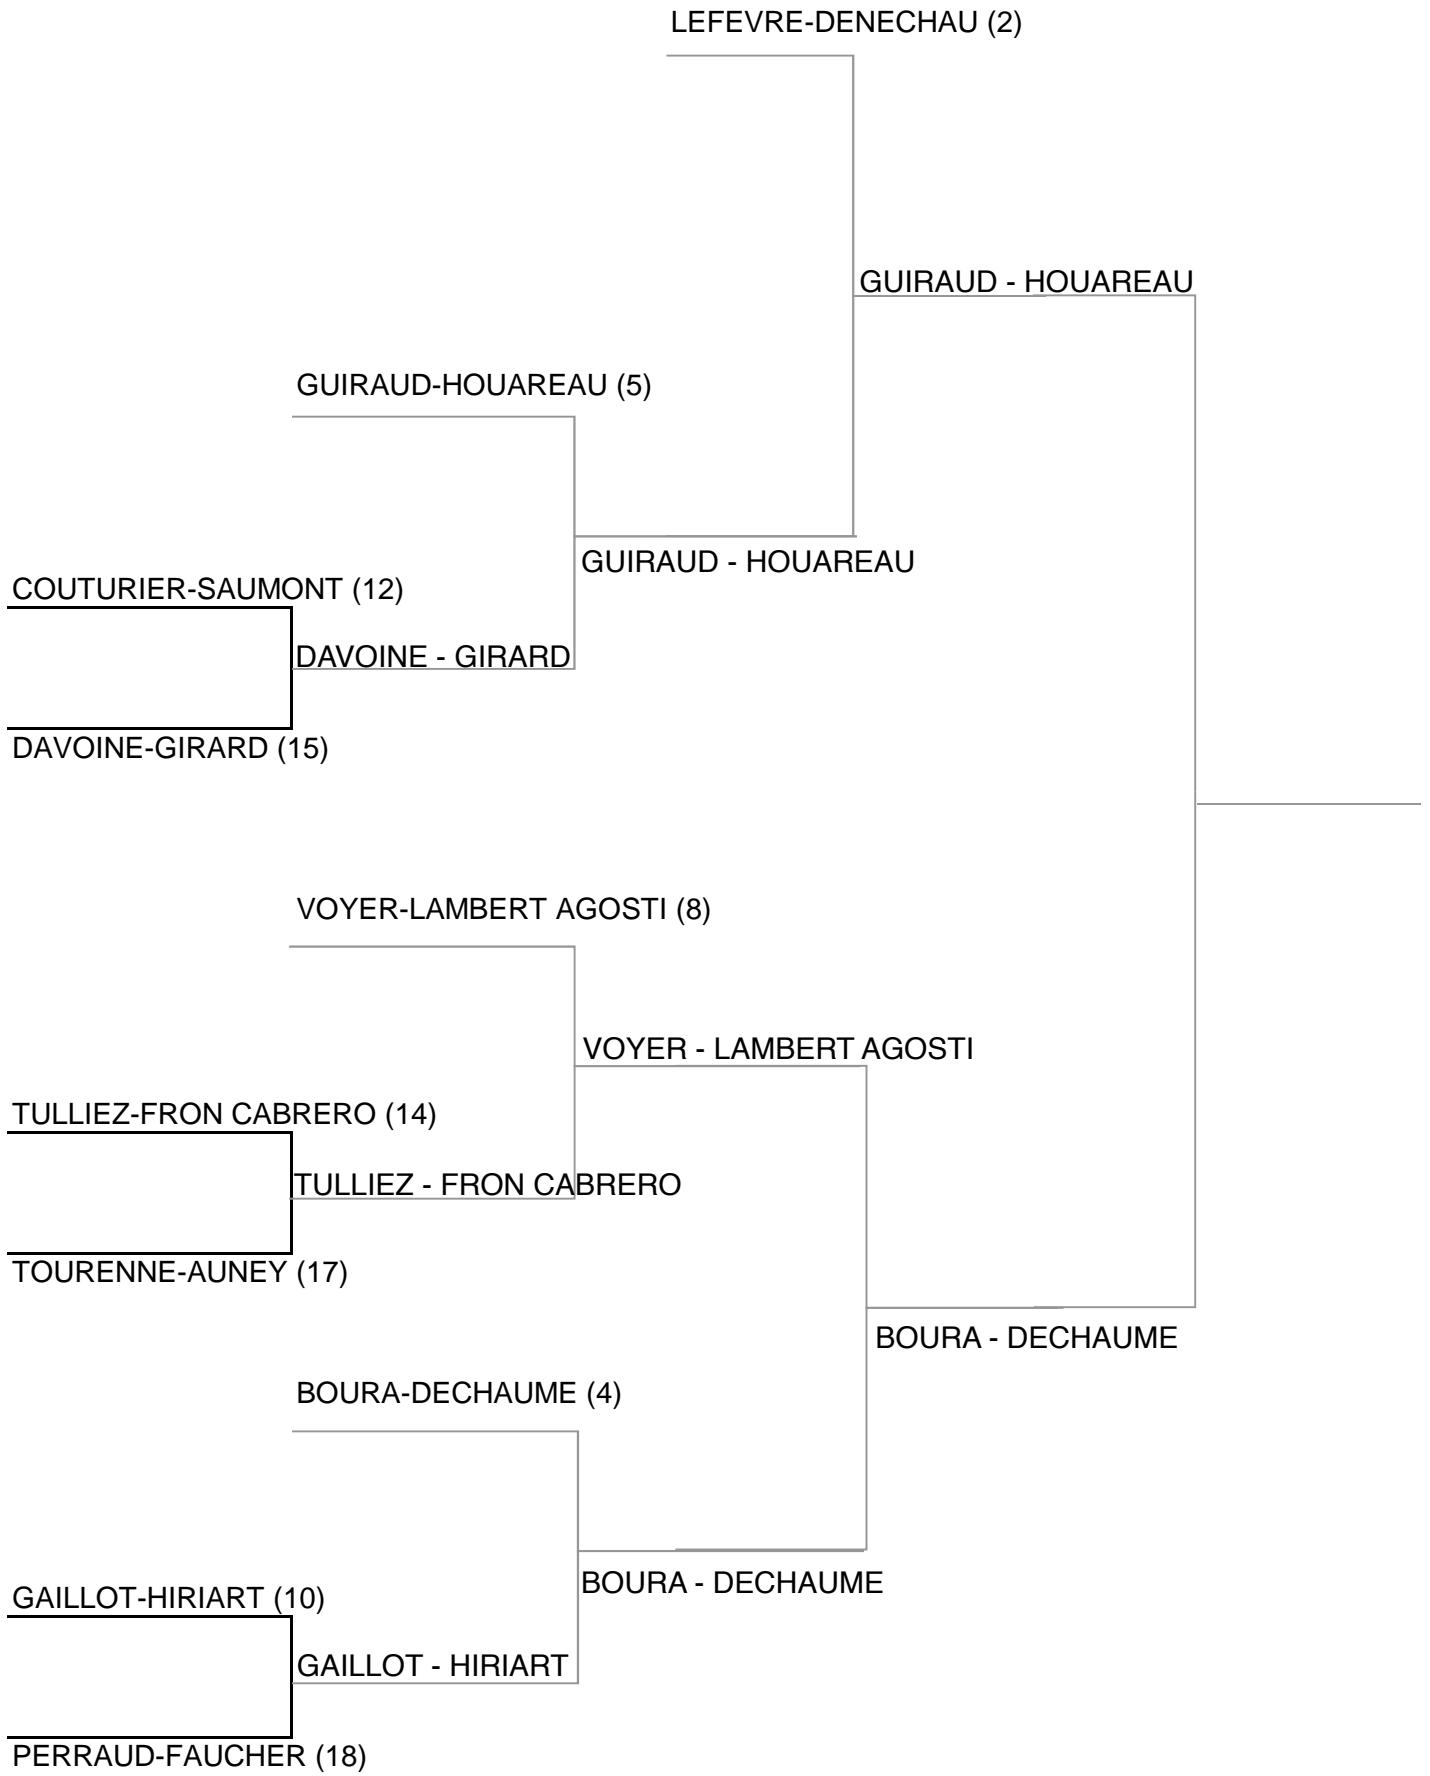 LEFEVRE-DENECHAU (2)
GUIRAUD - HOUAREAU
GUIRAUD-HOUAREAU (5)
GUIRAUD - HOUAREAU
COUTURIER-SAUMONT (12)
DAVOINE - GIRARD
DAVOINE-GIRARD (15)
VOYER-LAMBERT AGOSTI (8)
VOYER - LAMBERT AGOSTI
TULLIEZ-FRON CABRERO (14)
TULLIEZ - FRON CABRERO
TOURENNE-AUNEY (17)
BOURA - DECHAUME
BOURA-DECHAUME (4)
BOURA - DECHAUME
GAILLOT-HIRIART (10)
GAILLOT - HIRIART
PERRAUD-FAUCHER (18)